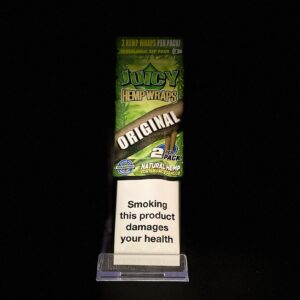 2 HEMP WRAPS PER PACK!
JUICY
HEMP WRAPS
ORIGINAL
2
PACK
NATURAL HEMP
Smoking
this product
damages
your health